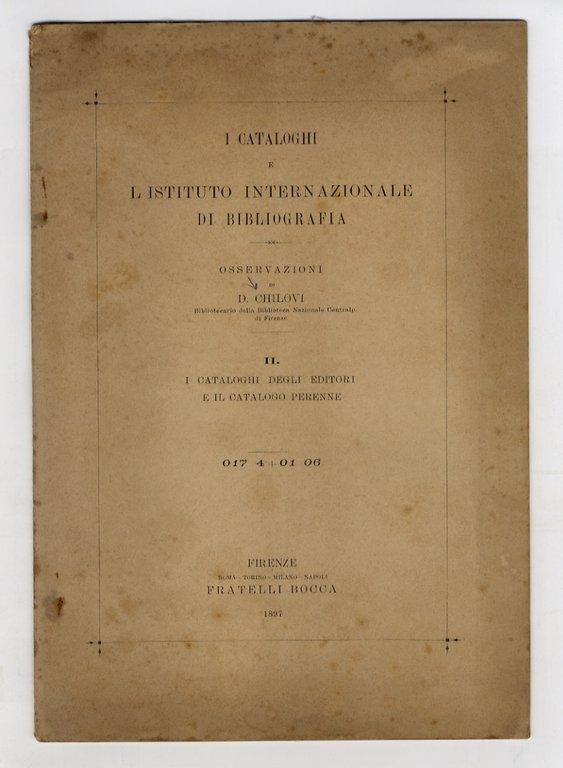 I CATALOGHI
E
L'ISTITUTO INTERNAZIONALE
DI BIBLIOGRAFIA
OSSERVAZIONI
DI
D. CHILOVI
Bibliotecario della Biblioteca Nazionale Centrale
di Firenze
II.
I CATALOGHI DEGLI EDITORI
E IL CATALOGO PERENNE
017 4 + 01 06
FIRENZE
ROMA - TORINO - MILANO - NAPOLI
FRATELLI BOCCA
1897